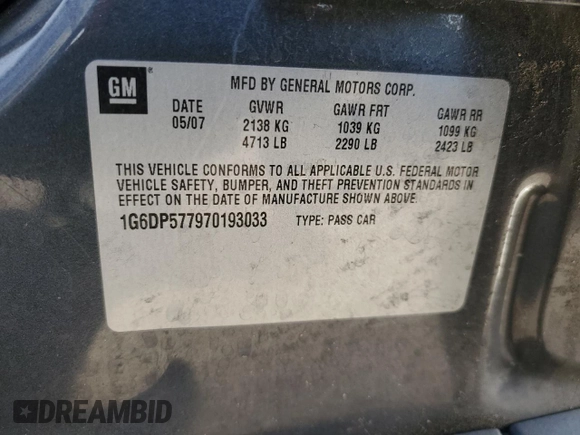 GM
MFD BY GENERAL MOTORS CORP.
DATE GVWR GAWR FRT GAWR RR
05/07 2138 KG 1039 KG 1099 KG
4713 LB 2290 LB 2423 LB
THIS VEHICLE CONFORMS TO ALL APPLICABLE U.S. FEDERAL MOTOR
VEHICLE SAFETY, BUMPER, AND THEFT PREVENTION STANDARDS IN
EFFECT ON THE DATE OF MANUFACTURE SHOWN ABOVE.
1G6DP577970193033 TYPE: PASS CAR
DREAMBID